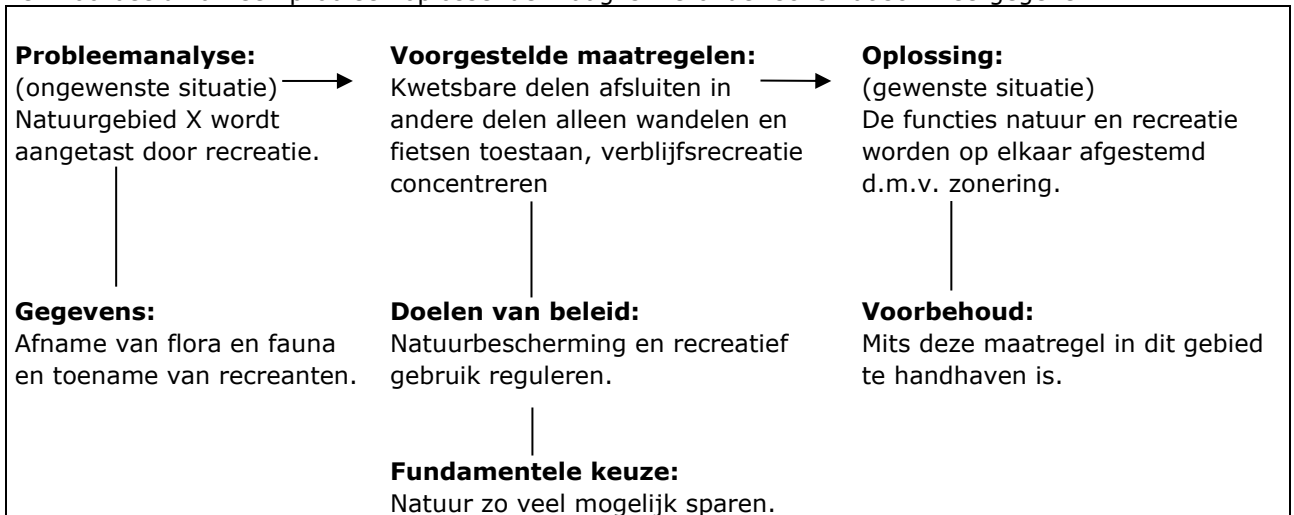 Probleemanalyse:
(ongewenste situatie)
Natuurgebied X wordt
aangetast door recreatie.
Voorgestelde maatregelen:
Kwetsbare delen afsluiten in
andere delen alleen wandelen en
fietsen toestaan, verblijfsrecreatie
concentreren
Oplossing:
(gewenste situatie)
De functies natuur en recreatie
worden op elkaar afgestemd
d.m.v. zonering.
Gegevens:
Afname van flora en fauna
en toename van recreanten.
Doelen van beleid:
Natuurbescherming en recreatief
gebruik reguleren.
Voorbehoud:
Mits deze maatregel in dit gebied
te handhaven is.
Fundamentele keuze:
Natuur zo veel mogelijk sparen.